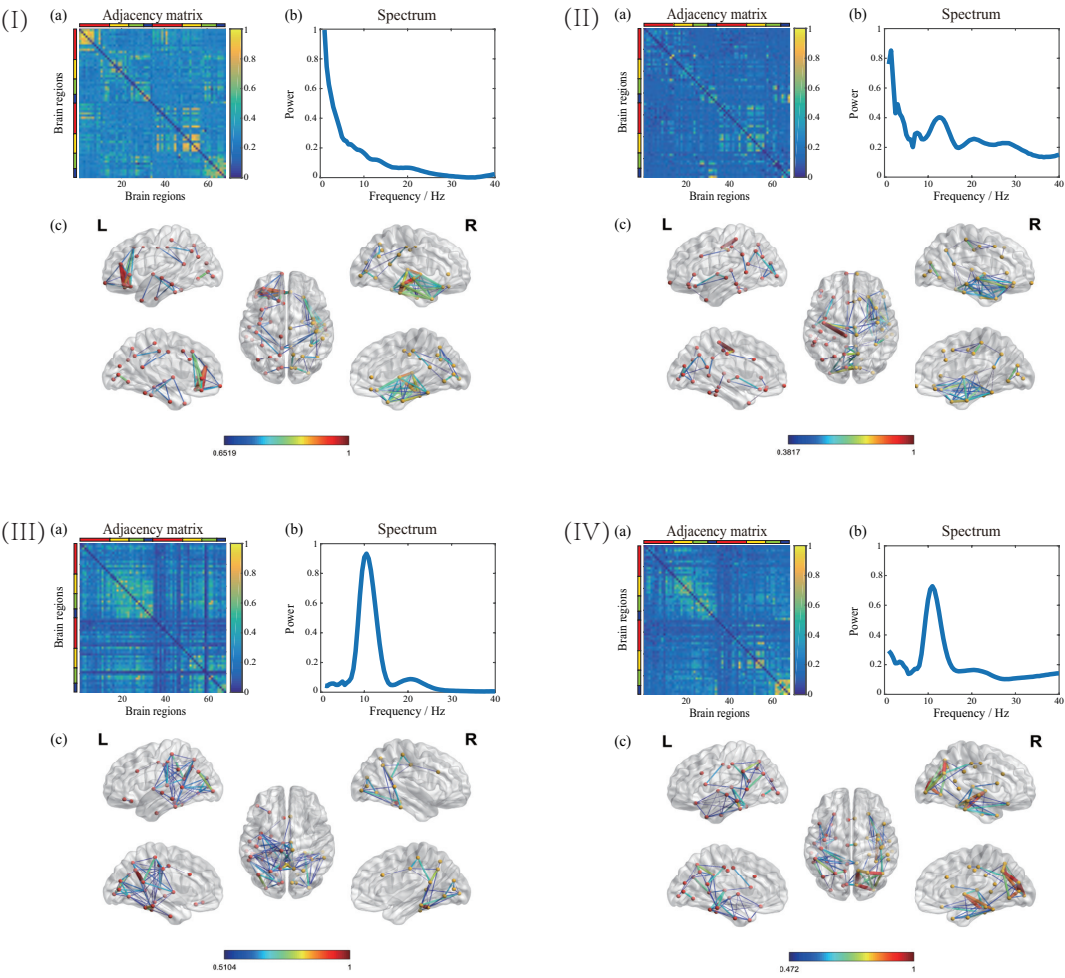 (I)
(a) Adjacency matrix
Brain regions
20 40 60
Brain regions
1
0.8
0.6
0.4
0.2
0
(b) Spectrum
Power
1
0.8
0.6
0.4
0.2
0
0 10 20 30 40
Frequency / Hz
(c) L R
0.6519 1
(II)
(a) Adjacency matrix
Brain regions
20 40 60
Brain regions
1
0.8
0.6
0.4
0.2
0
(b) Spectrum
Power
1
0.8
0.6
0.4
0.2
0
0 10 20 30 40
Frequency / Hz
(c) L R
0.3817 1
(III)
(a) Adjacency matrix
Brain regions
20 40 60
Brain regions
1
0.8
0.6
0.4
0.2
0
(b) Spectrum
Power
1
0.8
0.6
0.4
0.2
0
0 10 20 30 40
Frequency / Hz
(c) L R
0.5104 1
(IV)
(a) Adjacency matrix
Brain regions
20 40 60
Brain regions
1
0.8
0.6
0.4
0.2
0
(b) Spectrum
Power
1
0.8
0.6
0.4
0.2
0
0 10 20 30 40
Frequency / Hz
(c) L R
0.472 1